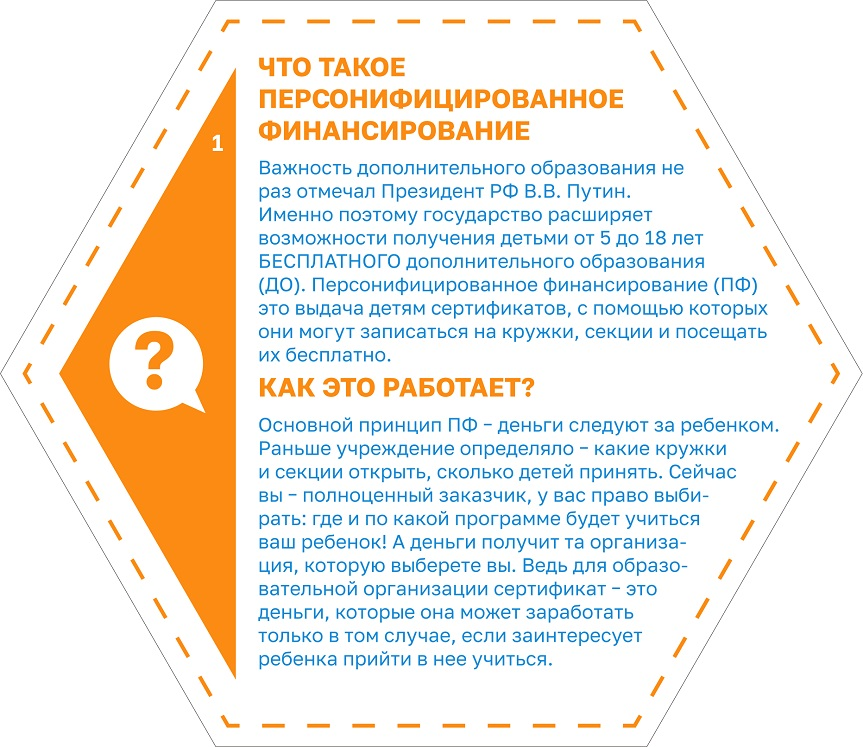 ЧТО ТАКОЕ
ПЕРСОНИФИЦИРОВАННОЕ
ФИНАНСИРОВАНИЕ
1
Важность дополнительного образования не
раз отмечал Президент РФ В.В. Путин.
Именно поэтому государство расширяет
возможности получения детьми от 5 до 18 лет
БЕСПЛАТНОГО дополнительного образования
(ДО). Персонифицированное финансирование (ПФ)
это выдача детям сертификатов, с помощью которых
они могут записаться на кружки, секции и посещать
их бесплатно.
?
КАК ЭТО РАБОТАЕТ?
Основной принцип ПФ – деньги следуют за ребенком.
Раньше учреждение определяло – какие кружки
и секции открыть, сколько детей принять. Сейчас
вы – полноценный заказчик, у вас право выби-
рать: где и по какой программе будет учиться
ваш ребенок! А деньги получит та организа-
ция, которую выберете вы. Ведь для образо-
вательной организации сертификат – это
деньги, которые она может заработать
только в том случае, если заинтересует
ребенка прийти в нее учиться.